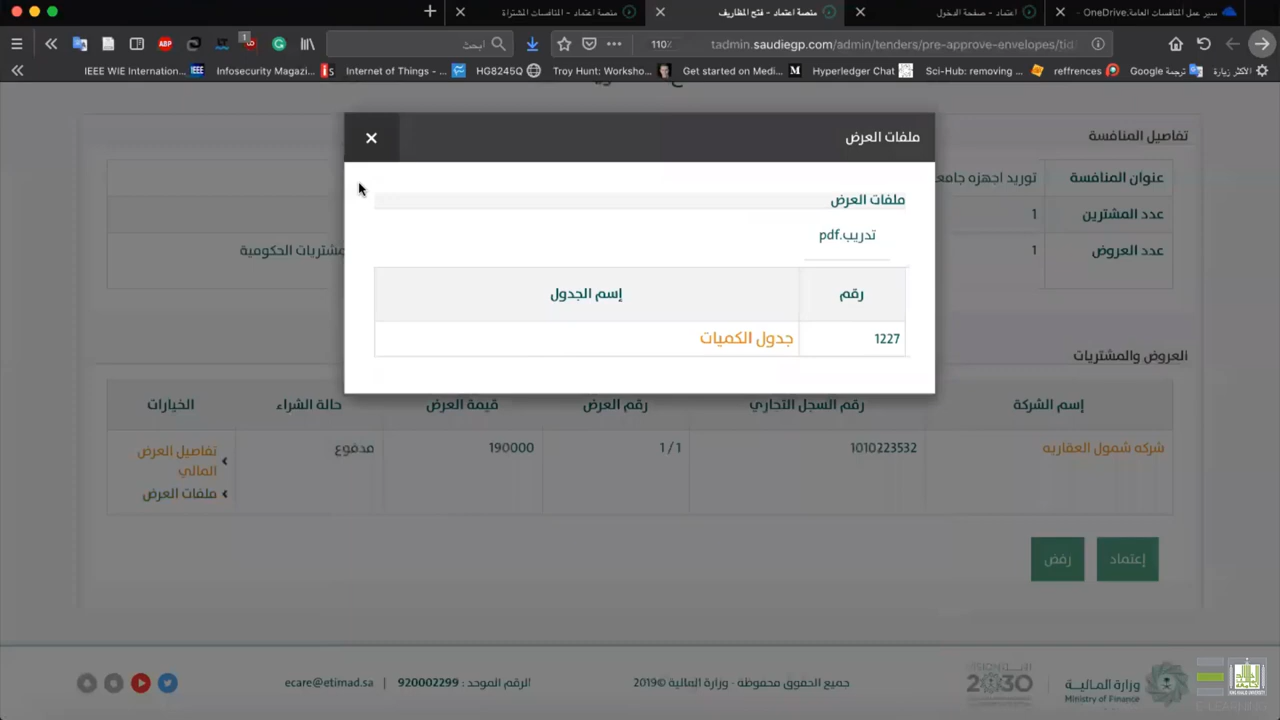 منصة اعتماد - المنافسات المشتراة
منصة اعتماد - فتح المظاريف
اعتماد - صفحة الدخول
سير عمل المنافسات العامة - OneDrive
ابحث
110%
tadmin.saudiegp.com/admin/tenders/pre-approve-envelopes/tid
IEEE WIE Internation...
Infosecurity Magazi...
Internet of Things - ...
HG8245Q
Troy Hunt: Worksho...
Get started on Medi...
Hyperledger Chat
Sci-Hub: removing ...
reffrences
ترجمة Google
الأكثر زيارة
ملفات العرض
ملفات العرض
تدريب.pdf
رقم
إسم الجدول
1227
جدول الكميات
تفاصيل المنافسة
عنوان المنافسة
توريد اجهزه جامع
عدد المشترين
1
عدد العروض
1
مشتريات الحكومية
العروض والمشتريات
إسم الشركة
رقم السجل التجاري
رقم العرض
قيمة العرض
حالة الشراء
الخيارات
شركه شمول العقاريه
1010223532
1 / 1
190000
مدفوع
تفاصيل العرض المالي
ملفات العرض
إعتماد
رفض
وزارة المالية
Ministry of Finance
VISION
2030
جميع الحقوق محفوظة - وزارة المالية ©2019
الرقم الموحد : 920002299 | ecare@etimad.sa
E-LEARNING